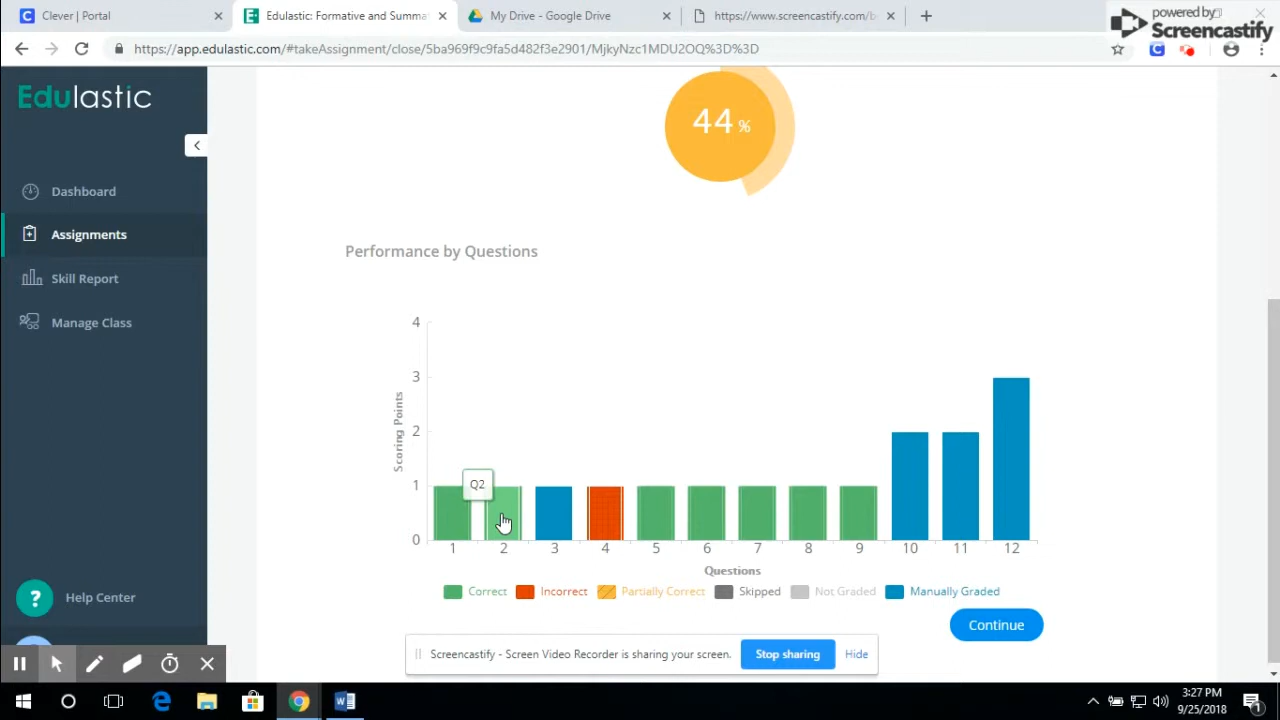 Clever | Portal
Edulastic: Formative and Summa
My Drive - Google Drive
https://www.screencastify.com/b
powered by
Screencastify
https://app.edulastic.com/#takeAssignment/close/5ba969f9c9fa5d482f3e2901/MjkyNzc1MDU2OQ%3D%3D
Edulastic
Dashboard
Assignments
Skill Report
Manage Class
Help Center
44 %
Performance by Questions
Scoring Points
4
3
2
1
0
Q2
1 2 3 4 5 6 7 8 9 10 11 12
Questions
Correct Incorrect Partially Correct Skipped Not Graded Manually Graded
Continue
Screencastify - Screen Video Recorder is sharing your screen. Stop sharing Hide
3:27 PM
9/25/2018